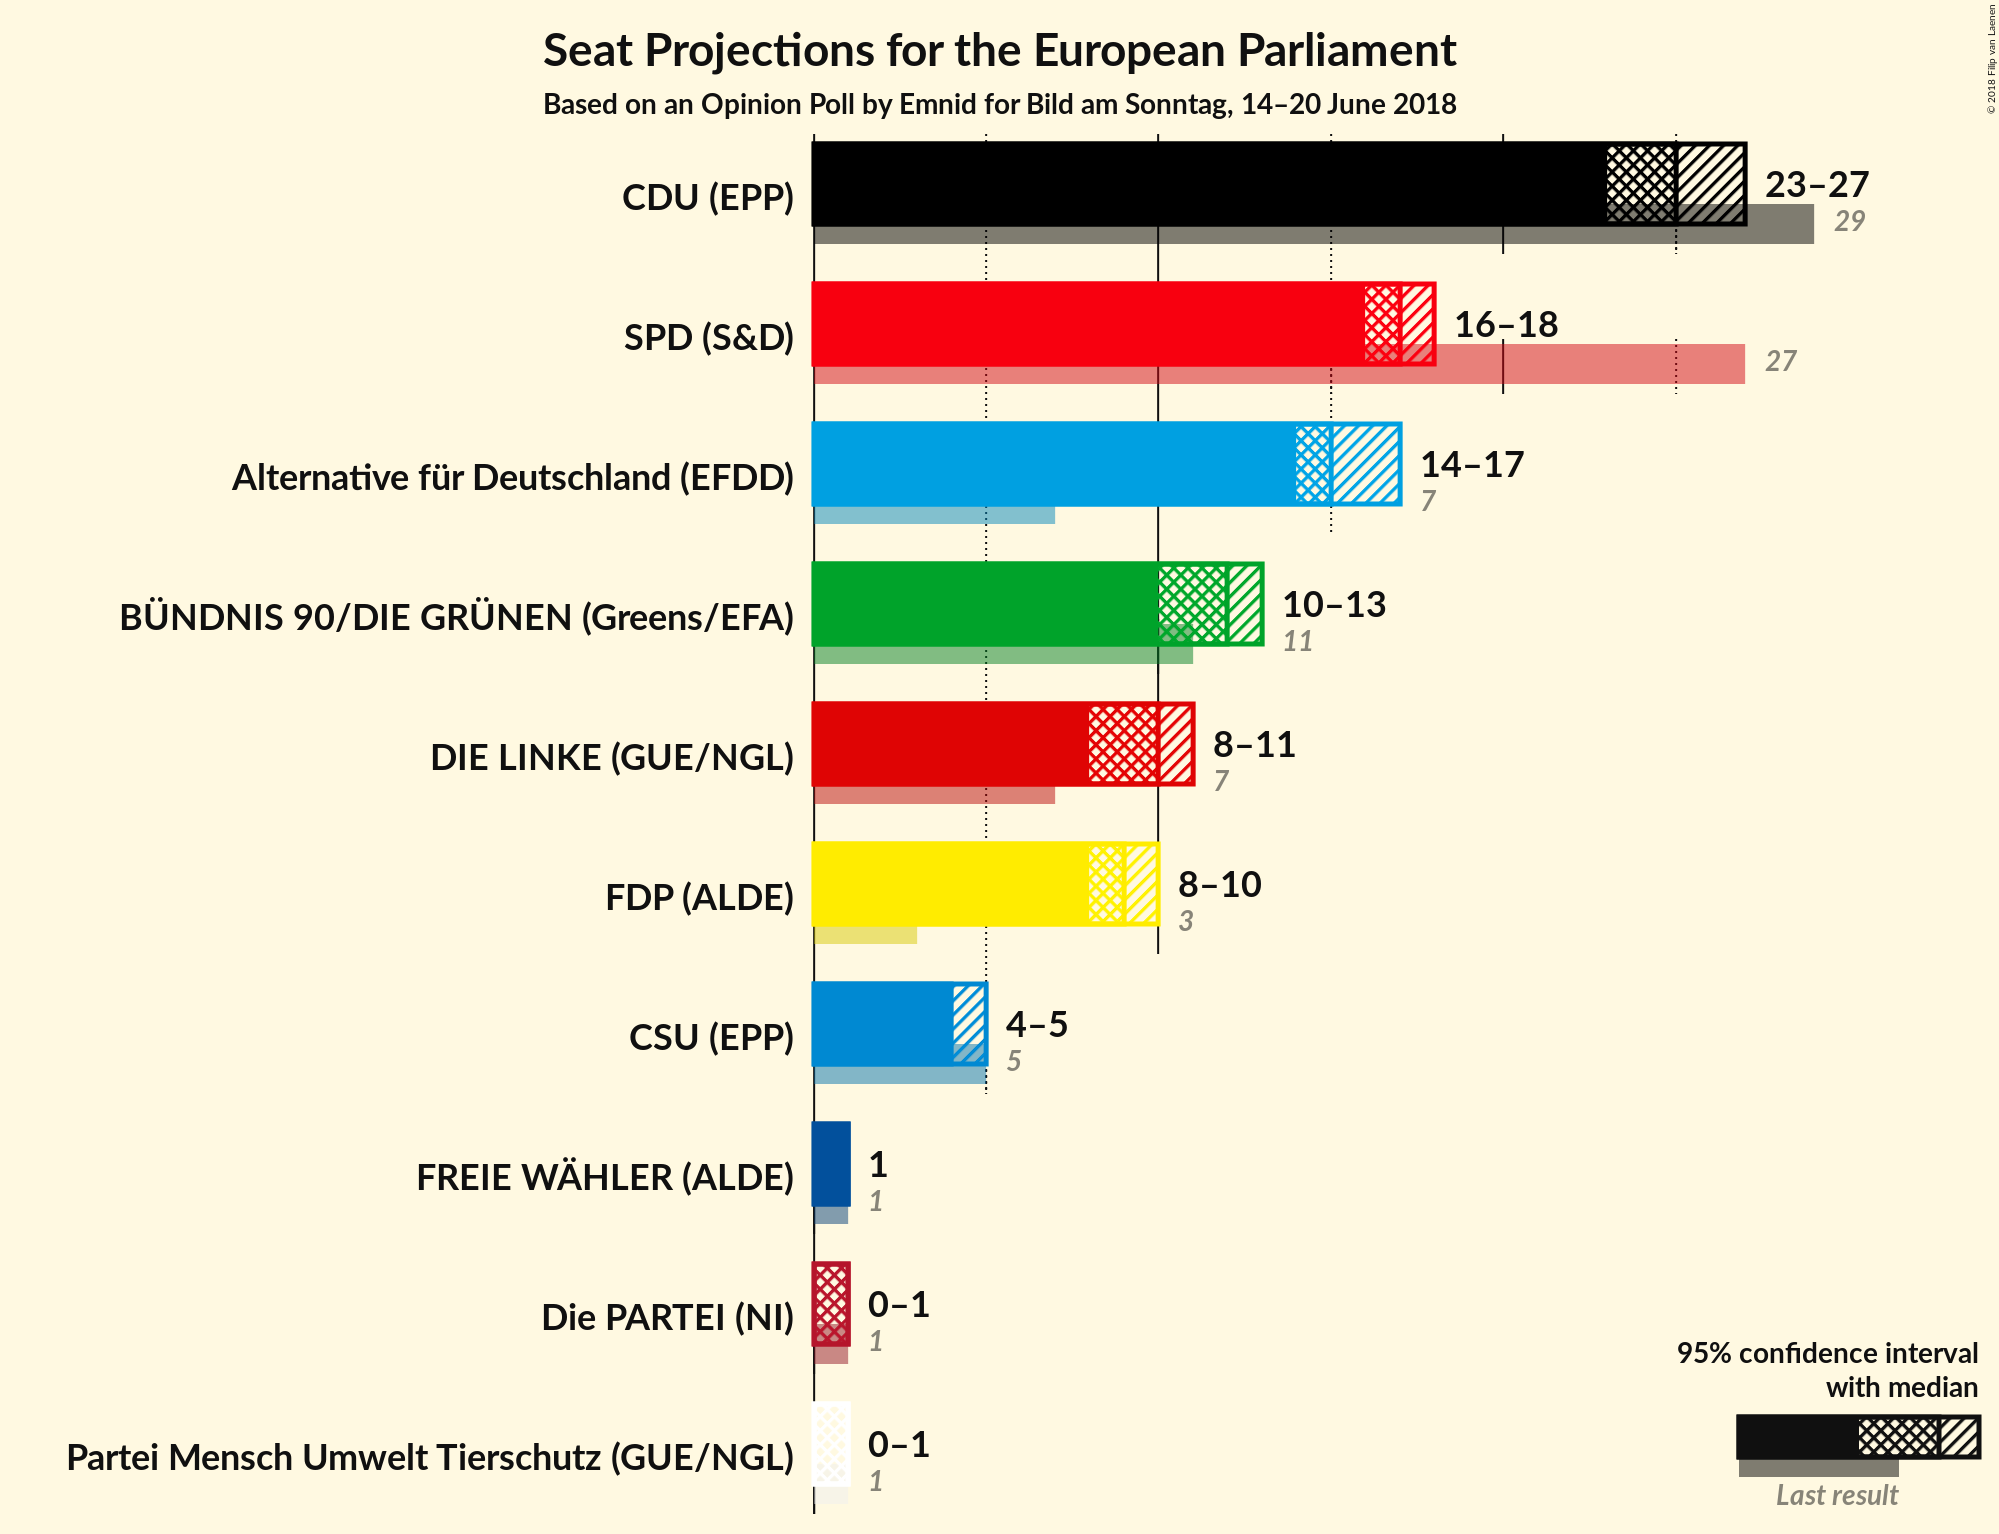 Seat Projections for the European Parliament
Based on an Opinion Poll by Emnid for Bild am Sonntag, 14–20 June 2018
© 2018 Filip van Laenen
CDU (EPP)
23–27
29
SPD (S&D)
16–18
27
Alternative für Deutschland (EFDD)
14–17
7
BÜNDNIS 90/DIE GRÜNEN (Greens/EFA)
10–13
11
DIE LINKE (GUE/NGL)
8–11
7
FDP (ALDE)
8–10
3
CSU (EPP)
4–5
5
FREIE WÄHLER (ALDE)
1
1
Die PARTEI (NI)
0–1
1
Partei Mensch Umwelt Tierschutz (GUE/NGL)
0–1
1
95% confidence interval
with median
Last result